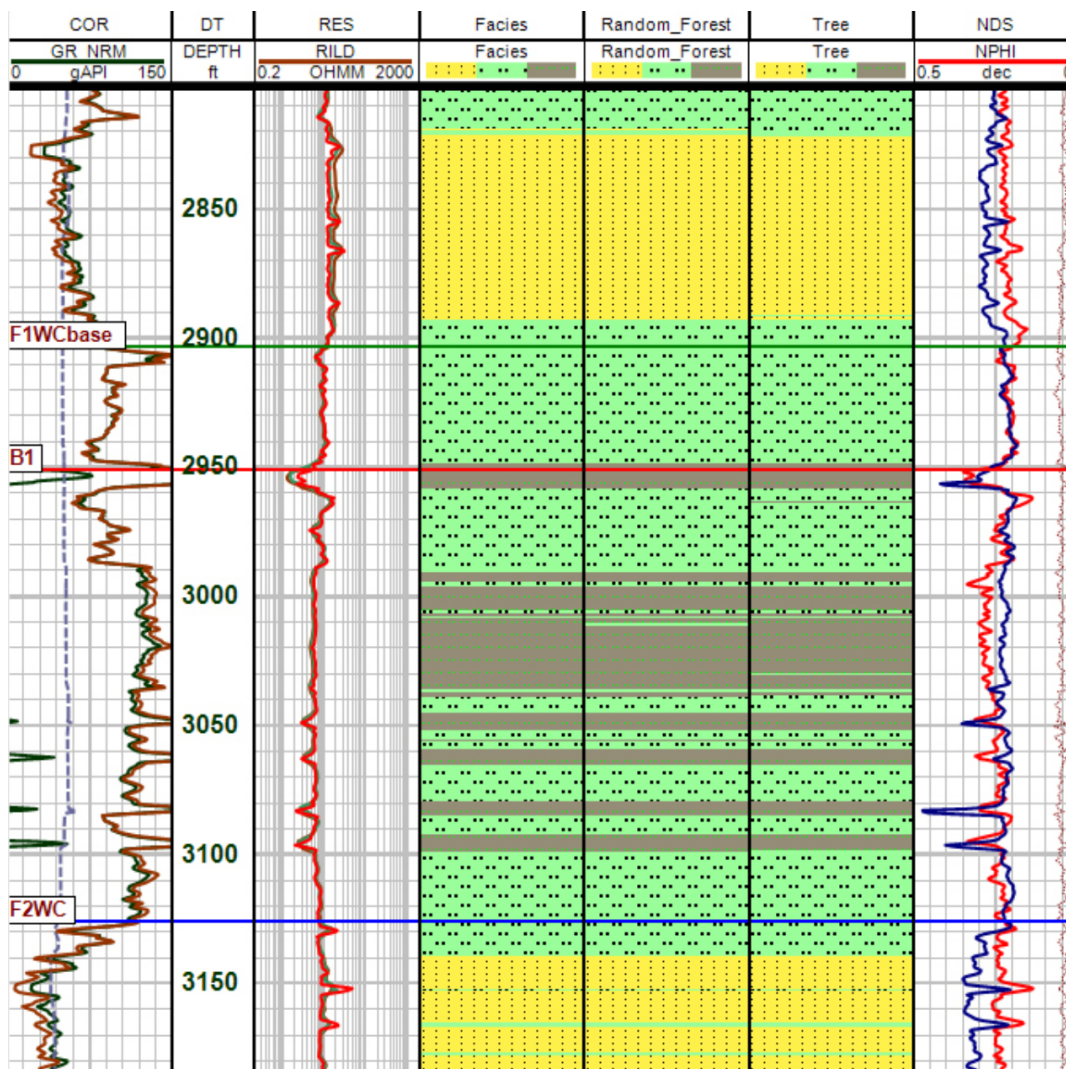 COR DT RES Facies Random_Forest Tree NDS
GR_NRM DEPTH RILD Facies Random_Forest Tree NPHI
0 gAPI 150 ft 0.2 OHMM 2000 0.5 dec 0
2850
F1WCbase
2900
B1
2950
3000
3050
3100
F2WC
3150